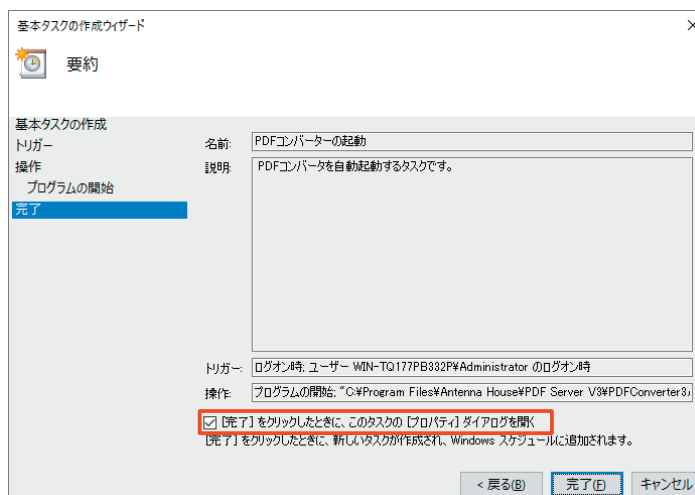 基本タスクの作成ウィザード
要約
基本タスクの作成
トリガー
操作
プログラムの開始
完了
名前: PDFコンバーターの起動
説明: PDFコンバータを自動起動するタスクです。
トリガー: ログオン時; ユーザー WIN-TQ177PB332P¥Administrator のログオン時
操作: プログラムの開始; "C:¥Program Files¥Antenna House¥PDF Server V3¥PDFConverter3.
[完了] をクリックしたときに、このタスクの [プロパティ] ダイアログを開く
[完了] をクリックしたときに、新しいタスクが作成され、Windows スケジュールに追加されます。
< 戻る(B) 完了(F) キャンセル